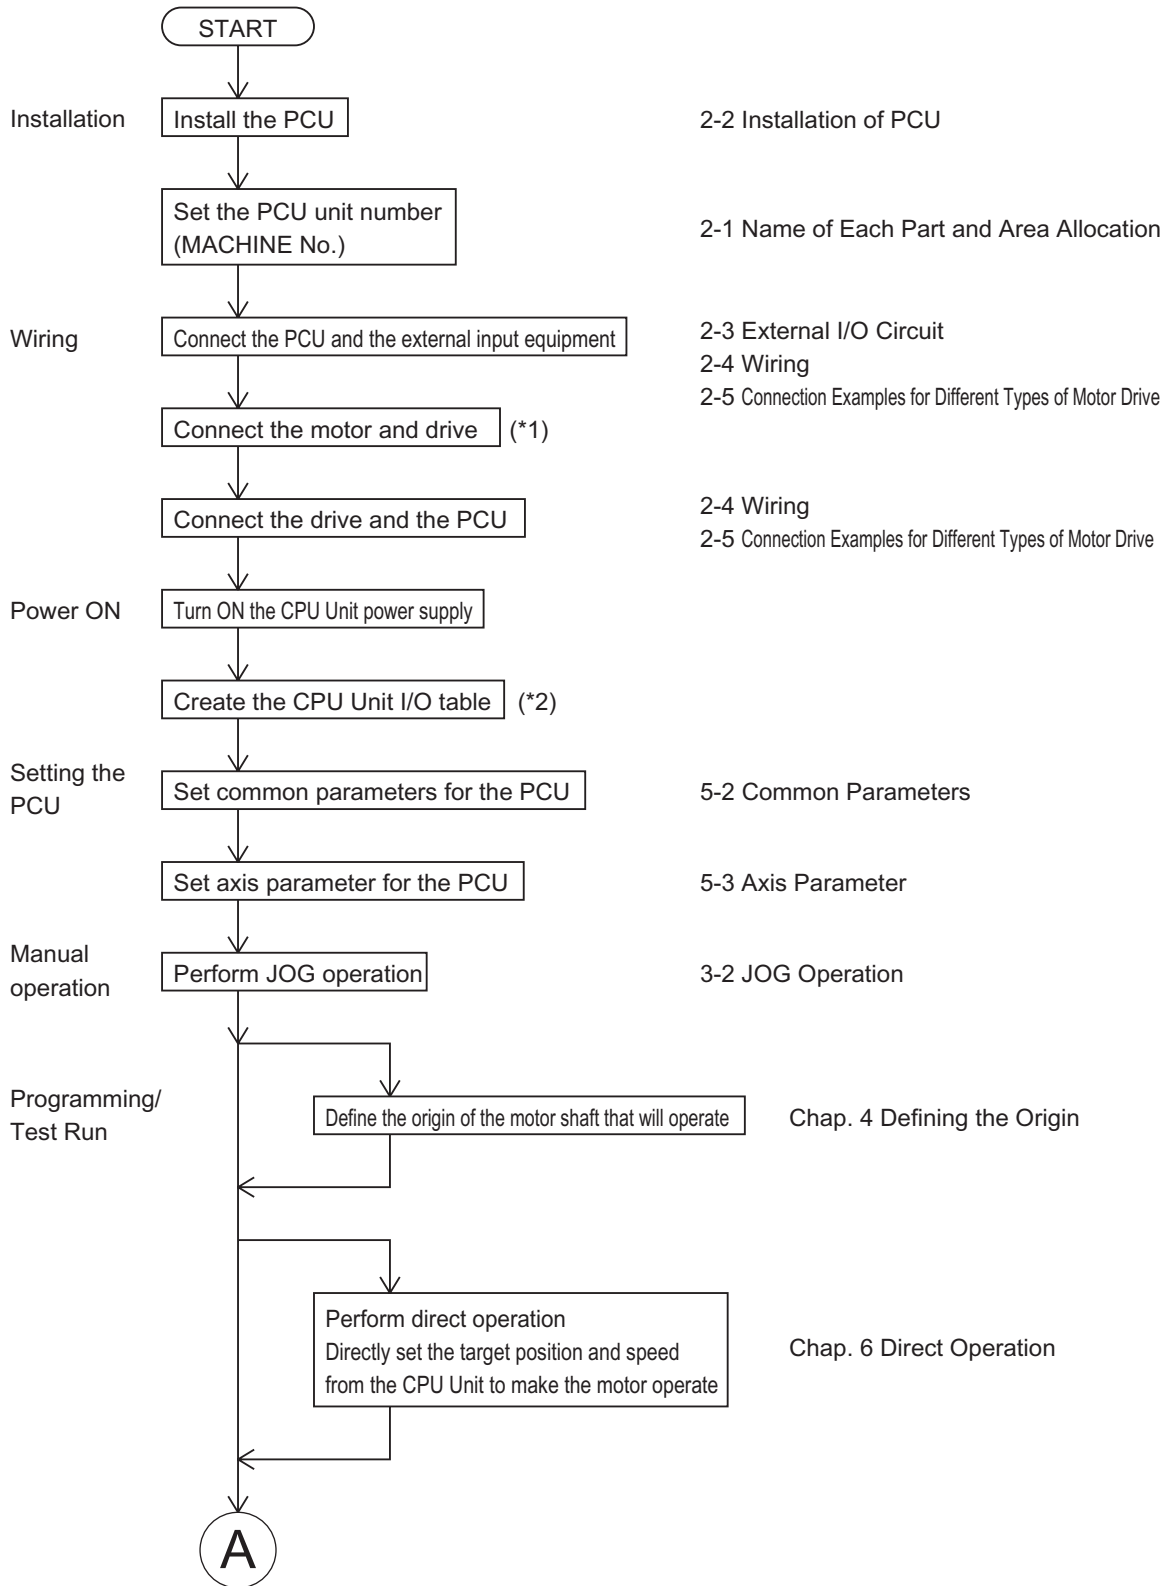 START
Installation
Install the PCU
2-2 Installation of PCU
Set the PCU unit number
(MACHINE No.)
2-1 Name of Each Part and Area Allocation
Wiring
Connect the PCU and the external input equipment
2-3 External I/O Circuit
2-4 Wiring
2-5 Connection Examples for Different Types of Motor Drive
Connect the motor and drive
(*1)
Connect the drive and the PCU
2-4 Wiring
2-5 Connection Examples for Different Types of Motor Drive
Power ON
Turn ON the CPU Unit power supply
Create the CPU Unit I/O table
(*2)
Setting the
PCU
Set common parameters for the PCU
5-2 Common Parameters
Set axis parameter for the PCU
5-3 Axis Parameter
Manual
operation
Perform JOG operation
3-2 JOG Operation
Programming/
Test Run
Define the origin of the motor shaft that will operate
Chap. 4 Defining the Origin
Perform direct operation
Directly set the target position and speed
from the CPU Unit to make the motor operate
Chap. 6 Direct Operation
A